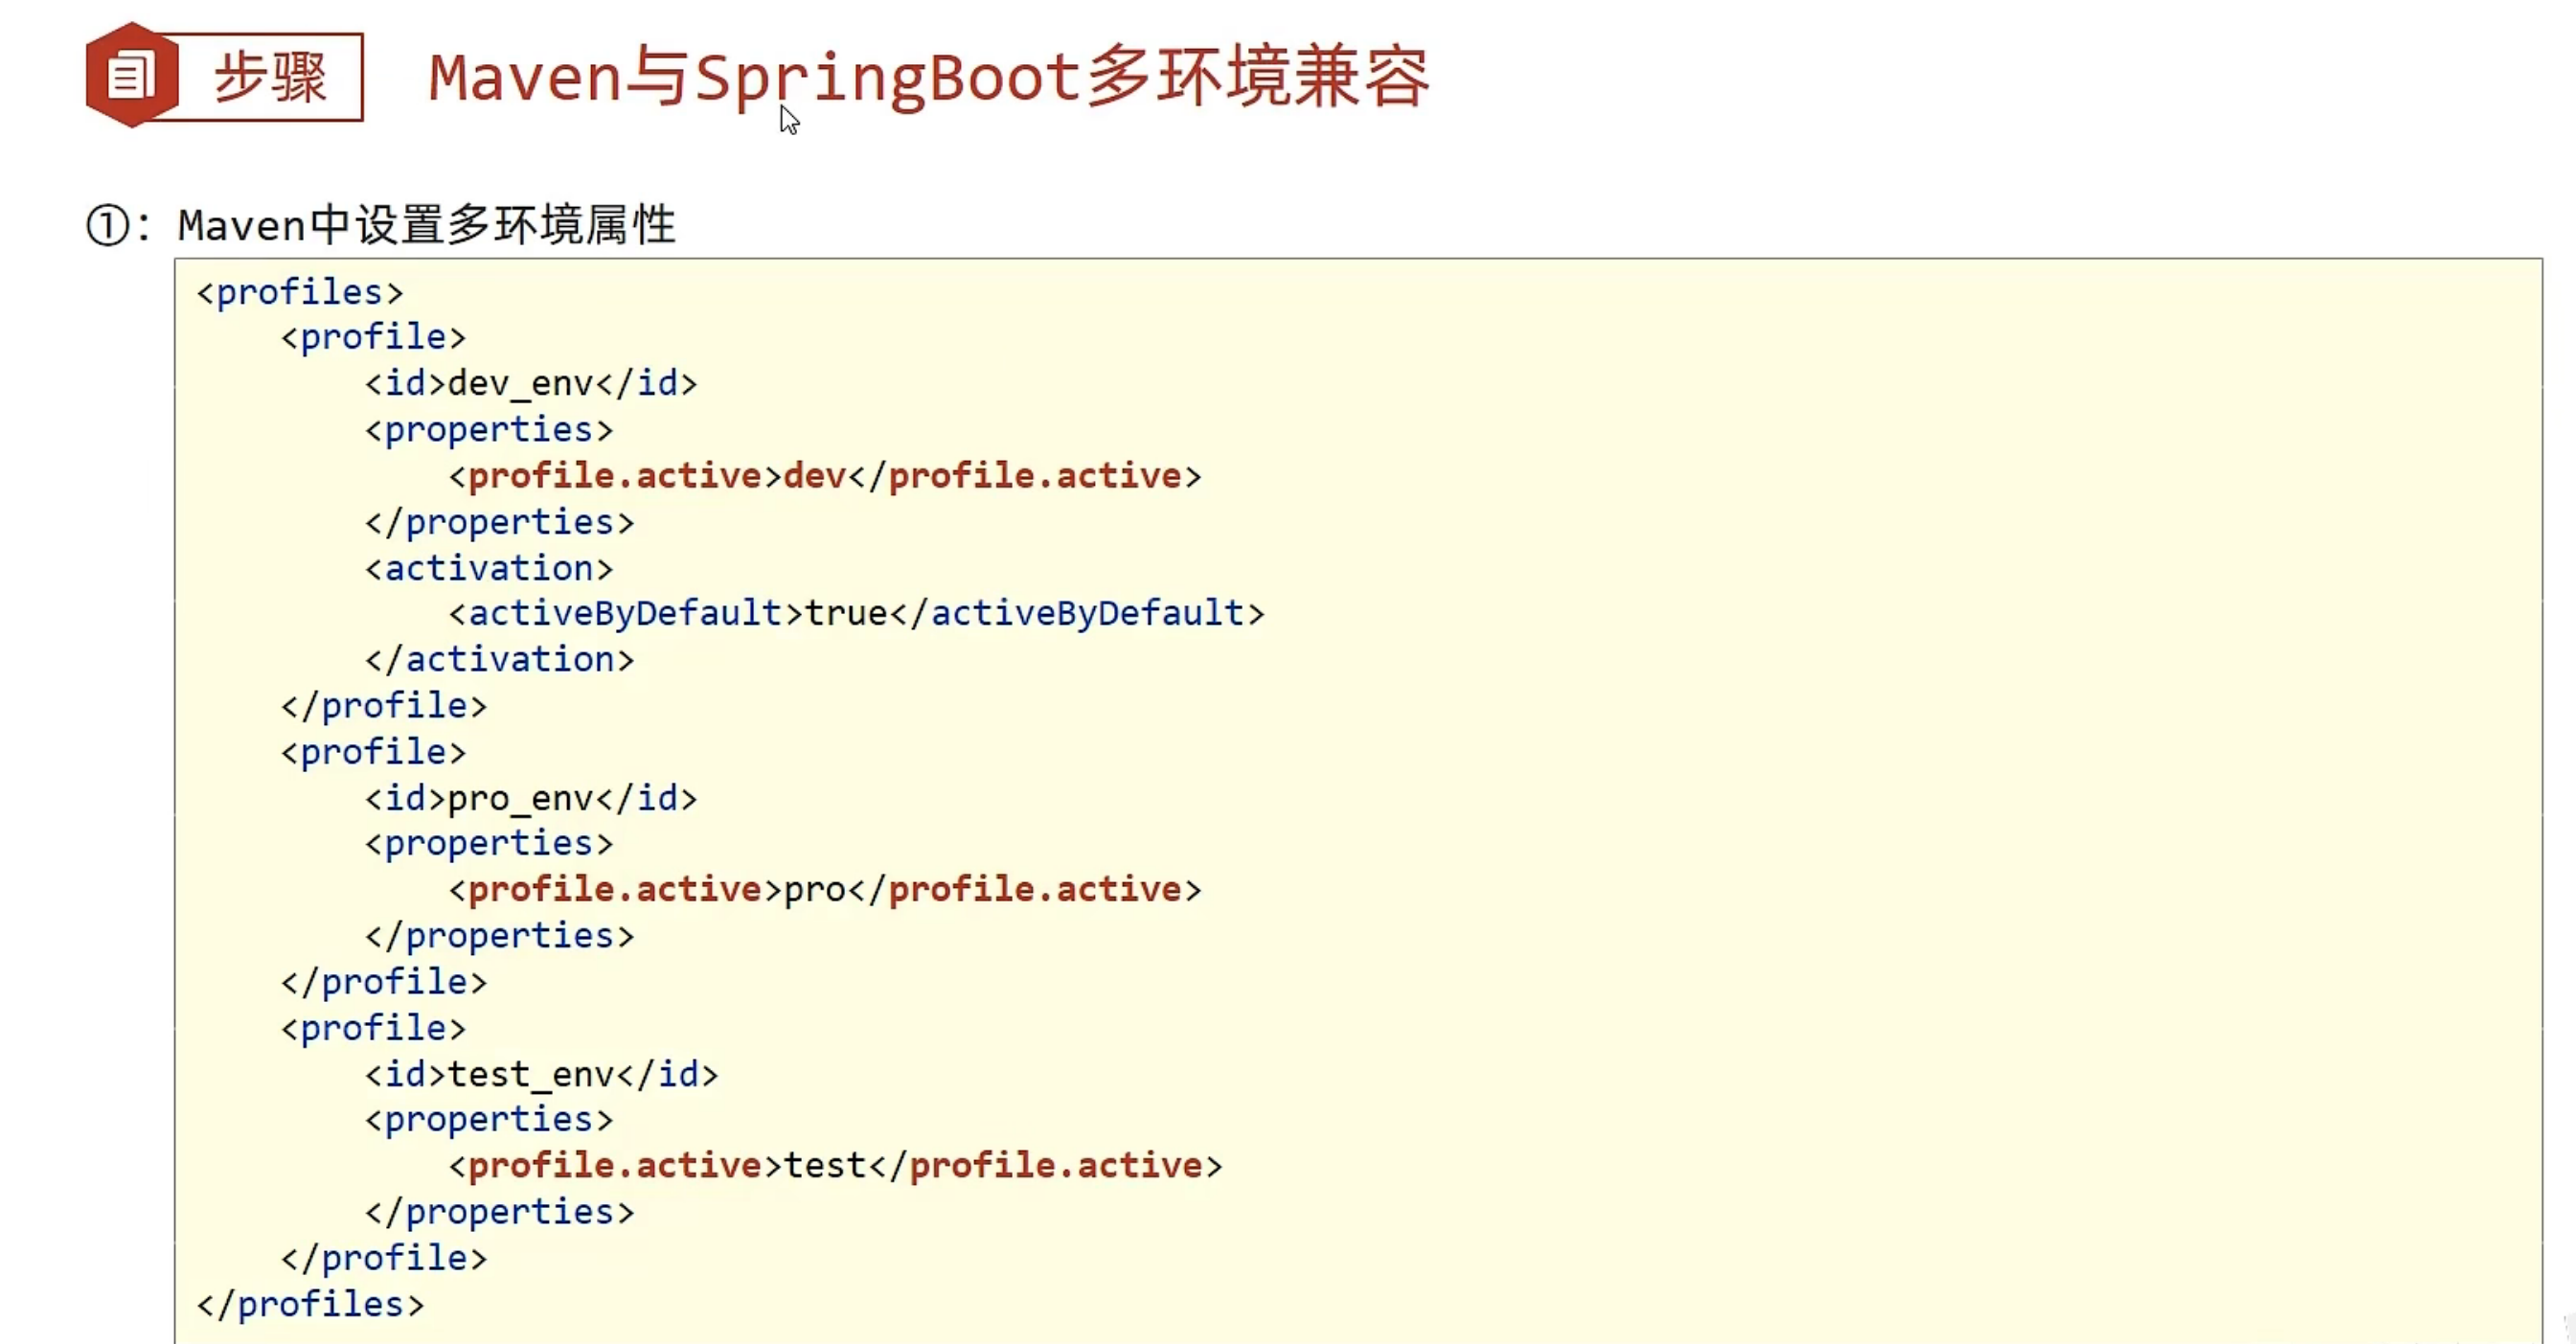 步骤
Maven与SpringBoot多环境兼容
①：Maven中设置多环境属性
<profiles>
    <profile>
        <id>dev_env</id>
        <properties>
            <profile.active>dev</profile.active>
        </properties>
        <activation>
            <activeByDefault>true</activeByDefault>
        </activation>
    </profile>
    <profile>
        <id>pro_env</id>
        <properties>
            <profile.active>pro</profile.active>
        </properties>
    </profile>
    <profile>
        <id>test_env</id>
        <properties>
            <profile.active>test</profile.active>
        </properties>
    </profile>
</profiles>